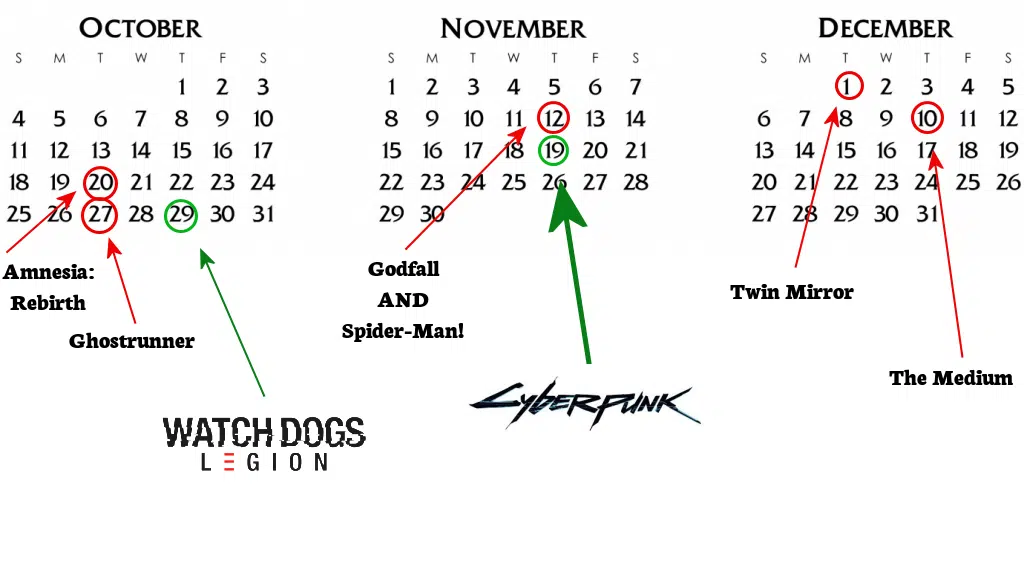 OCTOBER
S M T W T F S
1 2 3
4 5 6 7 8 9 10
11 12 13 14 15 16 17
18 19 20 21 22 23 24
25 26 27 28 29 30 31
NOVEMBER
S M T W T F S
1 2 3 4 5 6 7
8 9 10 11 12 13 14
15 16 17 18 19 20 21
22 23 24 25 26 27 28
29 30
DECEMBER
S M T W T F S
1 2 3 4 5
6 7 8 9 10 11 12
13 14 15 16 17 18 19
20 21 22 23 24 25 26
27 28 29 30 31
Amnesia:
Rebirth
Ghostrunner
WATCH DOGS
LEGION
Godfall
AND
Spider-Man!
CYBERPUNK
Twin Mirror
The Medium